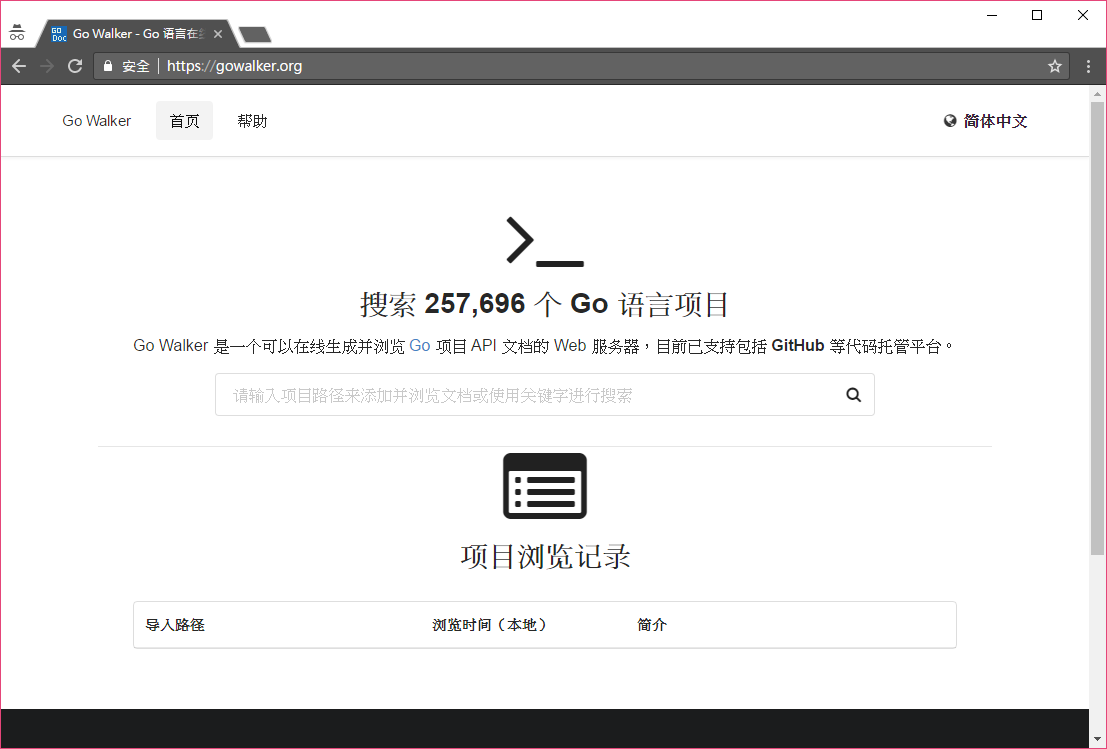 GO
DOC
Go Walker - Go 语言在
安全 | https://gowalker.org
Go Walker 首页 帮助 简体中文
搜索 257,696 个 Go 语言项目
Go Walker 是一个可以在线生成并浏览 Go 项目 API 文档的 Web 服务器，目前已支持包括 GitHub 等代码托管平台。
请输入项目路径来添加并浏览文档或使用关键字进行搜索
项目浏览记录
导入路径 浏览时间（本地） 简介